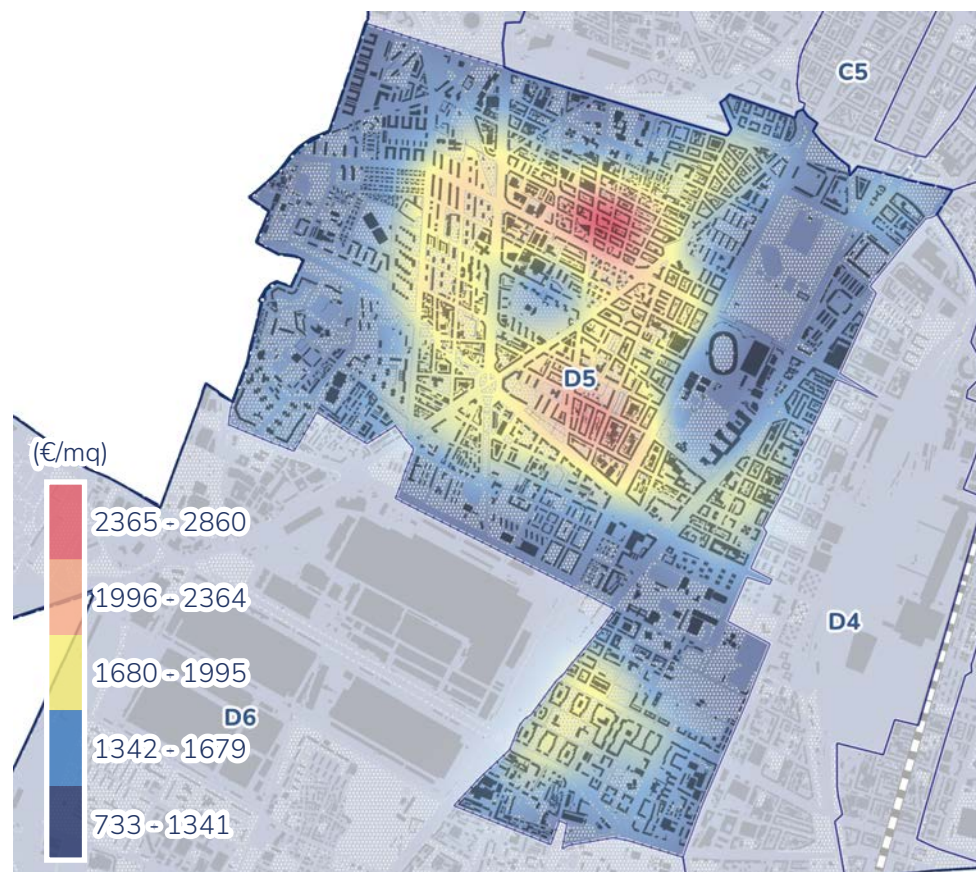 C5
D5
(€/mq)
2365 - 2860
1996 - 2364
1680 - 1995
1342 - 1679
733 - 1341
D4
D6